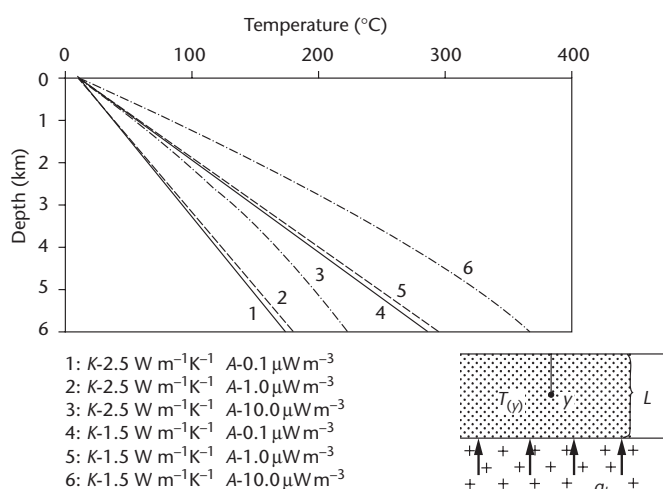 Temperature (°C)
0 100 200 300 400
Depth (km)
0
1
2
3
4
5
6
1
2
3
4
5
6
1: K-2.5 W m⁻¹K⁻¹ A-0.1 μW m⁻³
2: K-2.5 W m⁻¹K⁻¹ A-1.0 μW m⁻³
3: K-2.5 W m⁻¹K⁻¹ A-10.0 μW m⁻³
4: K-1.5 W m⁻¹K⁻¹ A-0.1 μW m⁻³
5: K-1.5 W m⁻¹K⁻¹ A-1.0 μW m⁻³
6: K-1.5 W m⁻¹K⁻¹ A-10.0 μW m⁻³
T(y) y L